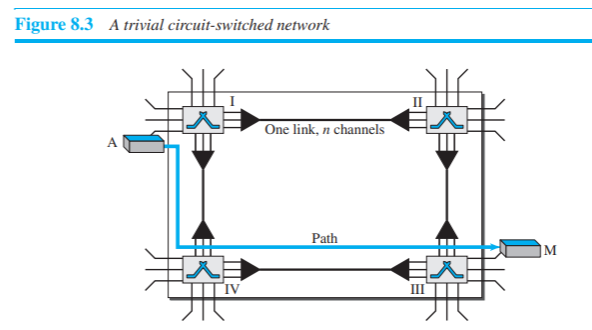 Figure 8.3 A trivial circuit-switched network
I
II
One link, n channels
A
Path
M
IV
III